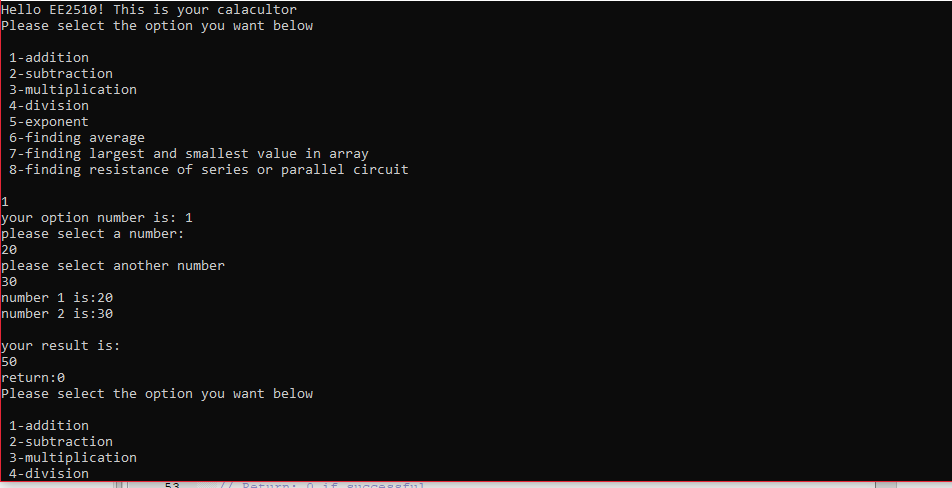 Hello EE2510! This is your calacultor
Please select the option you want below
1-addition
2-subtraction
3-multiplication
4-division
5-exponent
6-finding average
7-finding largest and smallest value in array
8-finding resistance of series or parallel circuit
1
your option number is: 1
please select a number:
20
please select another number
30
number 1 is:20
number 2 is:30
your result is:
50
return:0
Please select the option you want below
1-addition
2-subtraction
3-multiplication
4-division
53 // Return: 0 if successful